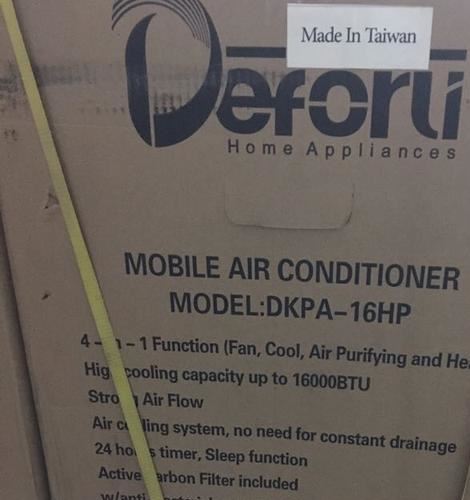 Made In Taiwan
Deforli
Home Appliances
MOBILE AIR CONDITIONER
MODEL:DKPA-16HP
4 - - 1 Function (Fan, Cool, Air Purifying and
cooling capacity up to 16000BTU
Air Flow
Air system, no need for constant drainage
24 timer, Sleep function
Active Filter included